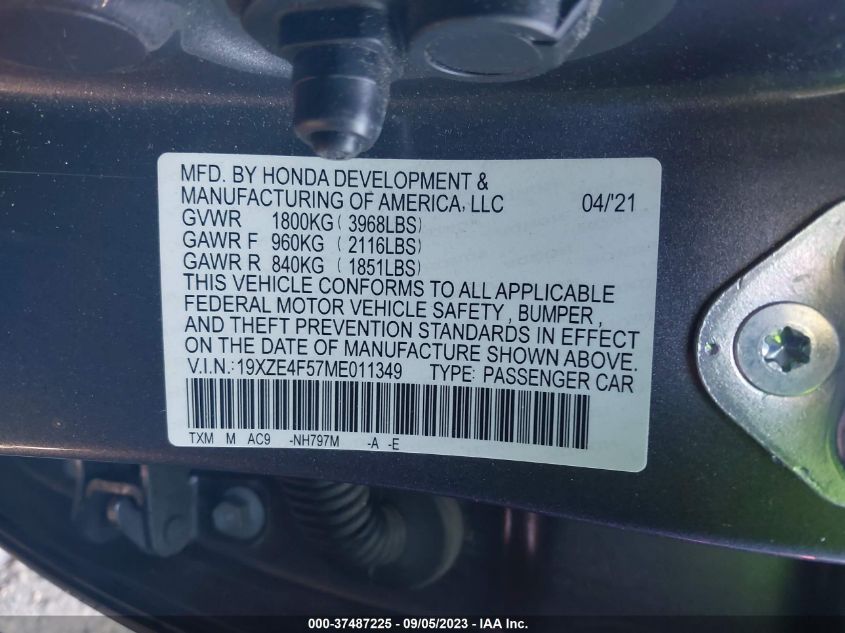 MFD. BY HONDA DEVELOPMENT &
MANUFACTURING OF AMERICA, LLC 04/'21
GVWR 1800KG ( 3968LBS)
GAWR F 960KG ( 2116LBS)
GAWR R 840KG ( 1851LBS)
THIS VEHICLE CONFORMS TO ALL APPLICABLE
FEDERAL MOTOR VEHICLE SAFETY, BUMPER,
AND THEFT PREVENTION STANDARDS IN EFFECT
ON THE DATE OF MANUFACTURE SHOWN ABOVE.
V.I.N.:19XZE4F57ME011349 TYPE: PASSENGER CAR
TXM M AC9 -NH797M -A -E
000-37487225 - 09/05/2023 - IAA Inc.